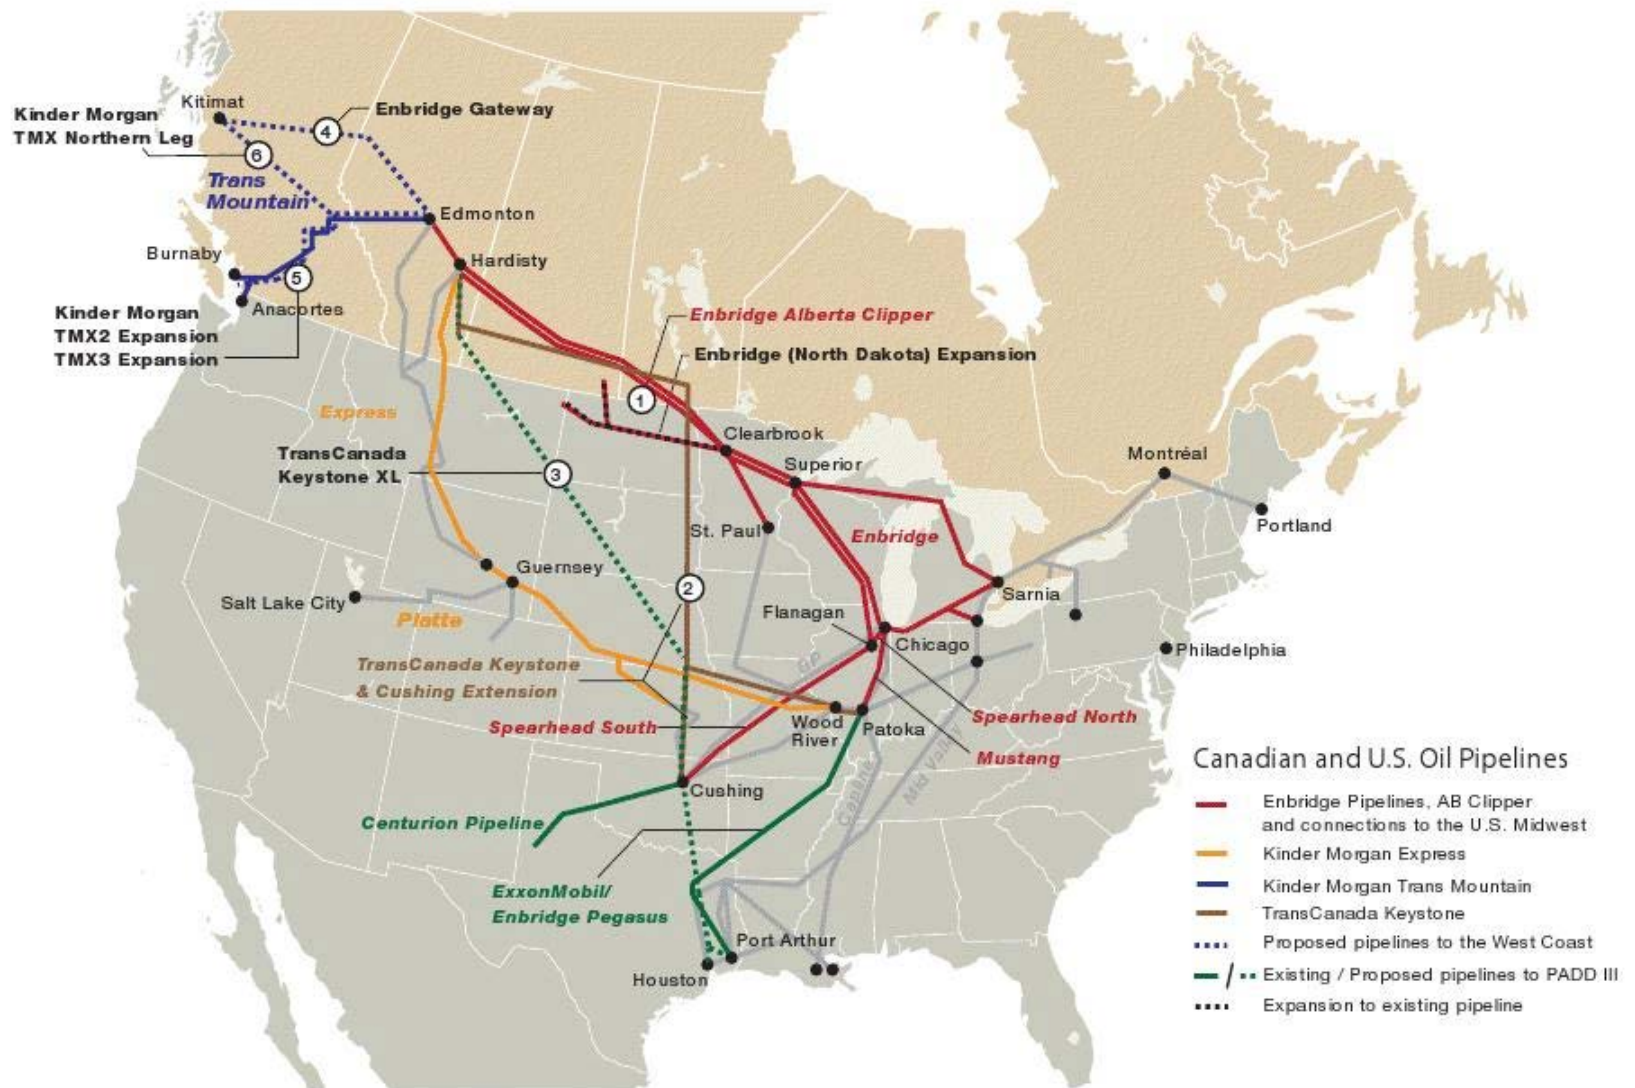 Kitimat
Kinder Morgan
TMX Northern Leg
4
Enbridge Gateway
6
Trans
Mountain
Edmonton
Burnaby
Hardisty
5
Anacortes
Kinder Morgan
TMX2 Expansion
TMX3 Expansion
Enbridge Alberta Clipper
Enbridge (North Dakota) Expansion
1
Express
Clearbrook
TransCanada
Keystone XL
3
Superior
Montréal
St. Paul
Enbridge
Portland
Guernsey
2
Salt Lake City
Sarnia
Platte
Flanagan
Chicago
Philadelphia
GP
TransCanada Keystone
& Cushing Extension
Spearhead South
Wood
River
Patoka
Spearhead North
Mustang
Capline
Mid Valley
Cushing
Centurion Pipeline
ExxonMobil/
Enbridge Pegasus
Port Arthur
Houston
Canadian and U.S. Oil Pipelines
Enbridge Pipelines, AB Clipper
and connections to the U.S. Midwest
Kinder Morgan Express
Kinder Morgan Trans Mountain
TransCanada Keystone
Proposed pipelines to the West Coast
/ Existing / Proposed pipelines to PADD III
Expansion to existing pipeline